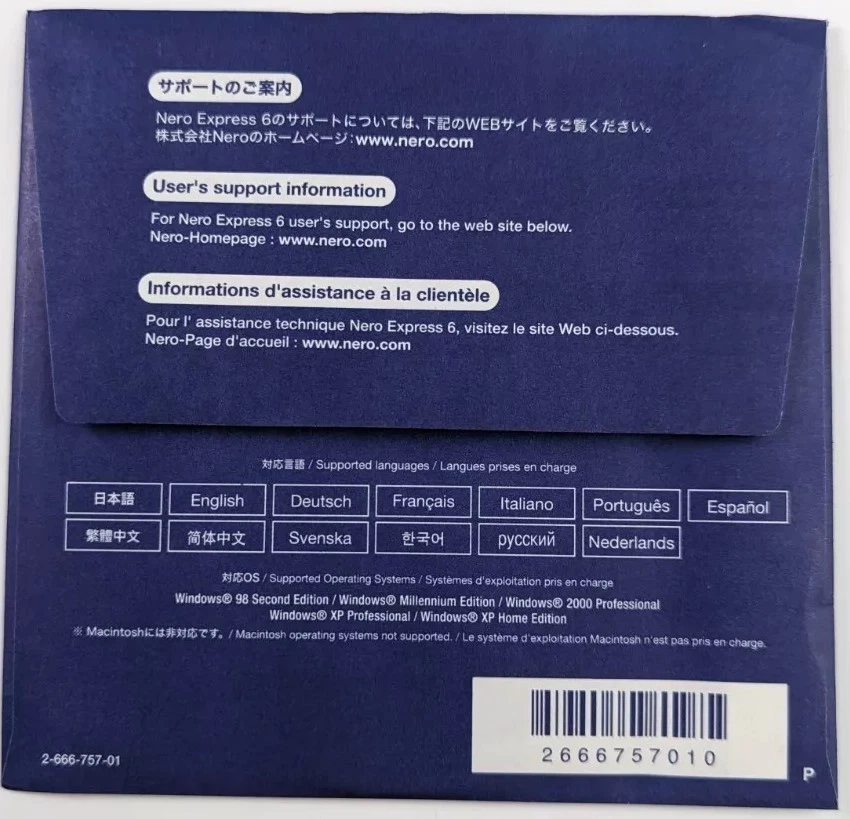 サポートのご案内
Nero Express 6のサポートについては、下記のWEBサイトをご覧ください。
株式会社Neroのホームページ:www.nero.com
User's support information
For Nero Express 6 user's support, go to the web site below.
Nero-Homepage : www.nero.com
Informations d'assistance à la clientèle
Pour l' assistance technique Nero Express 6, visitez le site Web ci-dessous.
Nero-Page d'accueil : www.nero.com
対応言語 / Supported languages / Langues prises en charge
日本語 English Deutsch Français Italiano Português Español
繁體中文 简体中文 Svenska 한국어 русский Nederlands
対応OS / Supported Operating Systems / Systèmes d'exploitation pris en charge
Windows® 98 Second Edition / Windows® Millennium Edition / Windows® 2000 Professional
Windows® XP Professional / Windows® XP Home Edition
※ Macintoshには非対応です。/ Macintosh operating systems not supported. / Le système d'exploitation Macintosh n'est pas pris en charge.
2666757010
2-666-757-01
P